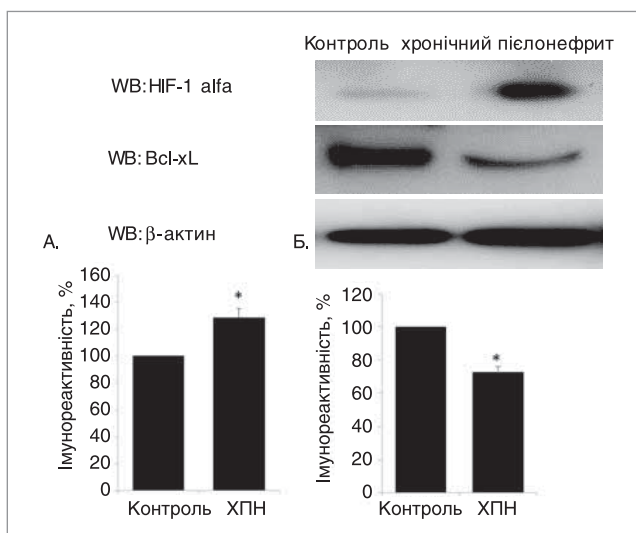 Контроль хронічний пієлонефрит
WB: HIF-1 alfa
WB: Bcl-xL
WB: β-актин
А.
Імунореактивність, %
160
140
120
100
80
60
40
20
0
*
Контроль ХПН
Б.
Імунореактивність, %
120
100
80
60
40
20
0
*
Контроль ХПН